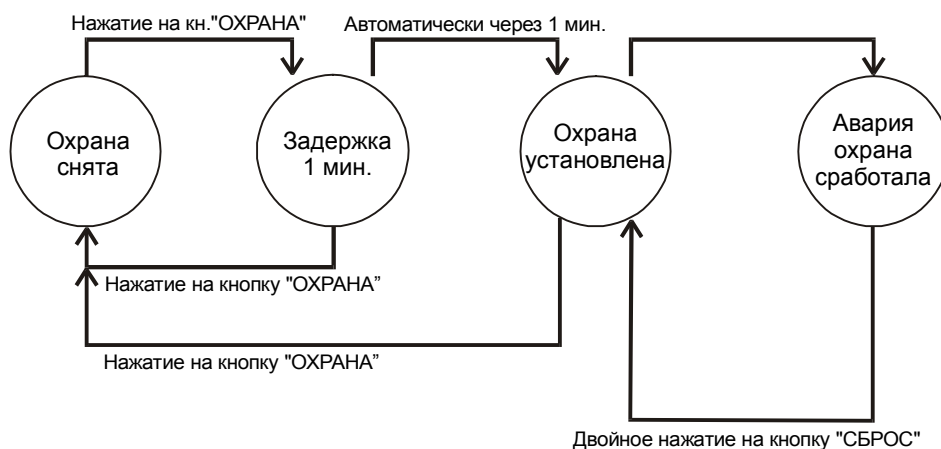 Нажатие на кн."ОХРАНА"
Автоматически через 1 мин.
Охрана
снята
Задержка
1 мин.
Охрана
установлена
Авария
охрана
сработала
Нажатие на кнопку "ОХРАНА”
Нажатие на кнопку "ОХРАНА”
Двойное нажатие на кнопку "СБРОС"